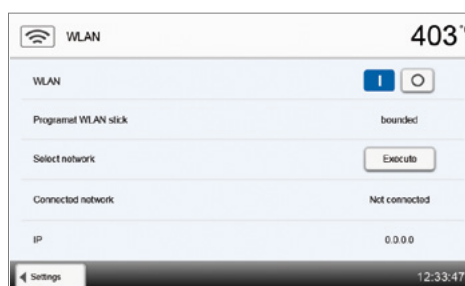 WLAN 403°
WLAN I O
Programat WLAN stick bounded
Select network Execute
Connected network Not connected
IP 0.0.0.0
Settings 12:33:47